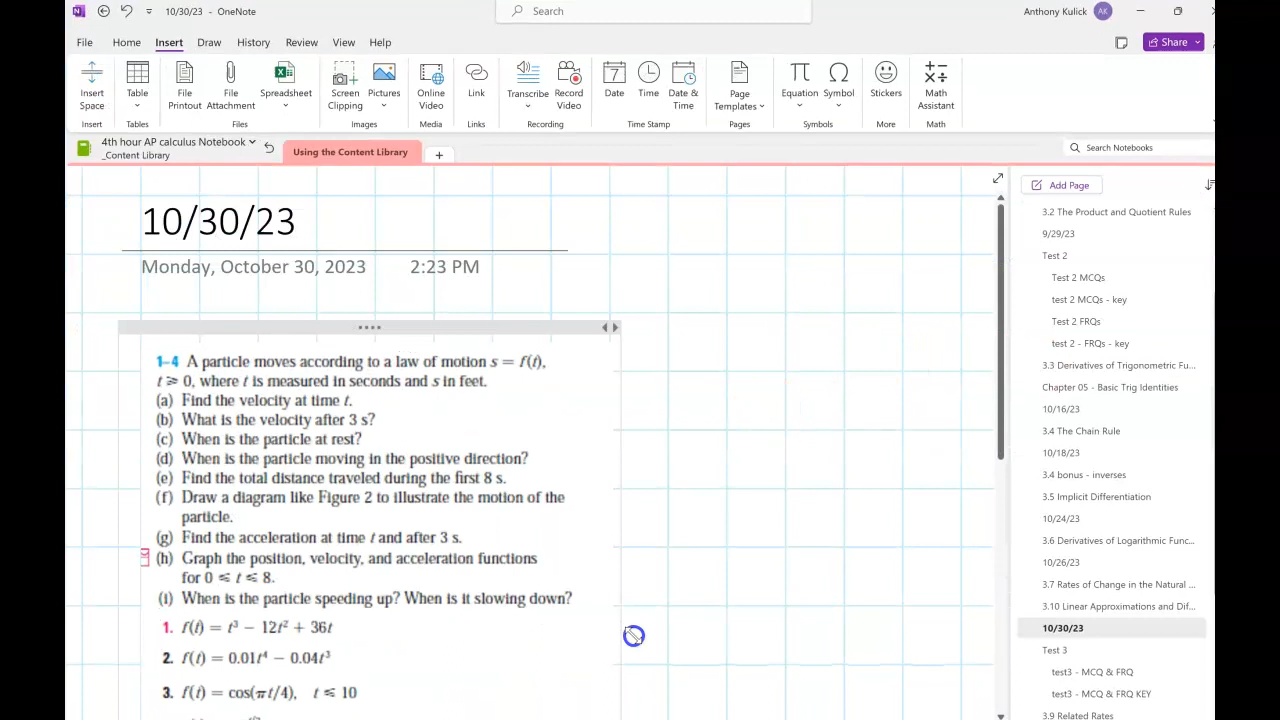 10/30/23 - OneNote
Search
Anthony Kulick
AK
File Home Insert Draw History Review View Help
Share
Insert Space
Table
File Printout
File Attachment
Spreadsheet
Screen Clipping
Pictures
Online Video
Link
Transcribe
Record Video
Date
Time
Date & Time
Page Templates
Equation
Symbol
Stickers
Math Assistant
Insert Tables Files Images Media Links Recording Time Stamp Pages Symbols More Math
4th hour AP calculus Notebook
_Content Library
Using the Content Library
+
Search Notebooks
10/30/23
Monday, October 30, 2023 2:23 PM
1–4 A particle moves according to a law of motion s = f(t),
t ≥ 0, where t is measured in seconds and s in feet.
(a) Find the velocity at time t.
(b) What is the velocity after 3 s?
(c) When is the particle at rest?
(d) When is the particle moving in the positive direction?
(e) Find the total distance traveled during the first 8 s.
(f) Draw a diagram like Figure 2 to illustrate the motion of the
particle.
(g) Find the acceleration at time t and after 3 s.
(h) Graph the position, velocity, and acceleration functions
for 0 ≤ t ≤ 8.
(i) When is the particle speeding up? When is it slowing down?
1. f(t) = t³ − 12t² + 36t
2. f(t) = 0.01t⁴ − 0.04t³
3. f(t) = cos(πt/4), t ≤ 10
Add Page
3.2 The Product and Quotient Rules
9/29/23
Test 2
Test 2 MCQs
test 2 MCQs - key
Test 2 FRQs
test 2 - FRQs - key
3.3 Derivatives of Trigonometric Fu...
Chapter 05 - Basic Trig Identities
10/16/23
3.4 The Chain Rule
10/18/23
3.4 bonus - inverses
3.5 Implicit Differentiation
10/24/23
3.6 Derivatives of Logarithmic Func...
10/26/23
3.7 Rates of Change in the Natural ...
3.10 Linear Approximations and Dif...
10/30/23
Test 3
test3 - MCQ & FRQ
test3 - MCQ & FRQ KEY
3.9 Related Rates